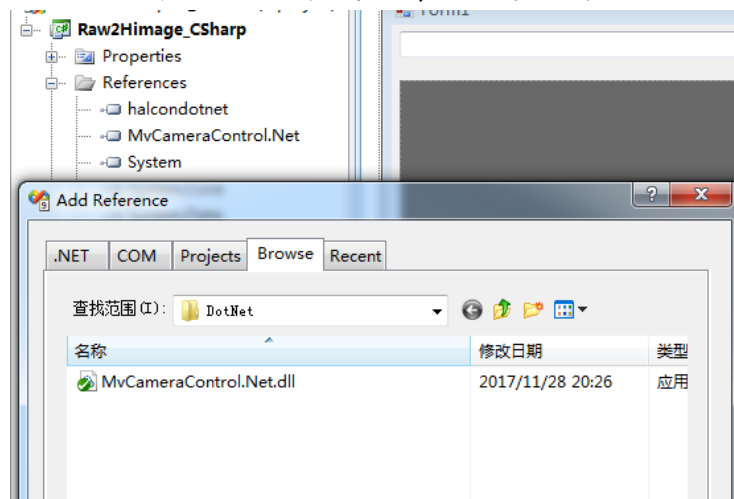 Raw2Himage_CSharp
Form1
Properties
References
halcondotnet
MvCameraControl.Net
System
Add Reference
.NET COM Projects Browse Recent
查找范围(I): DotNet
名称 修改日期 类型
MvCameraControl.Net.dll 2017/11/28 20:26 应用